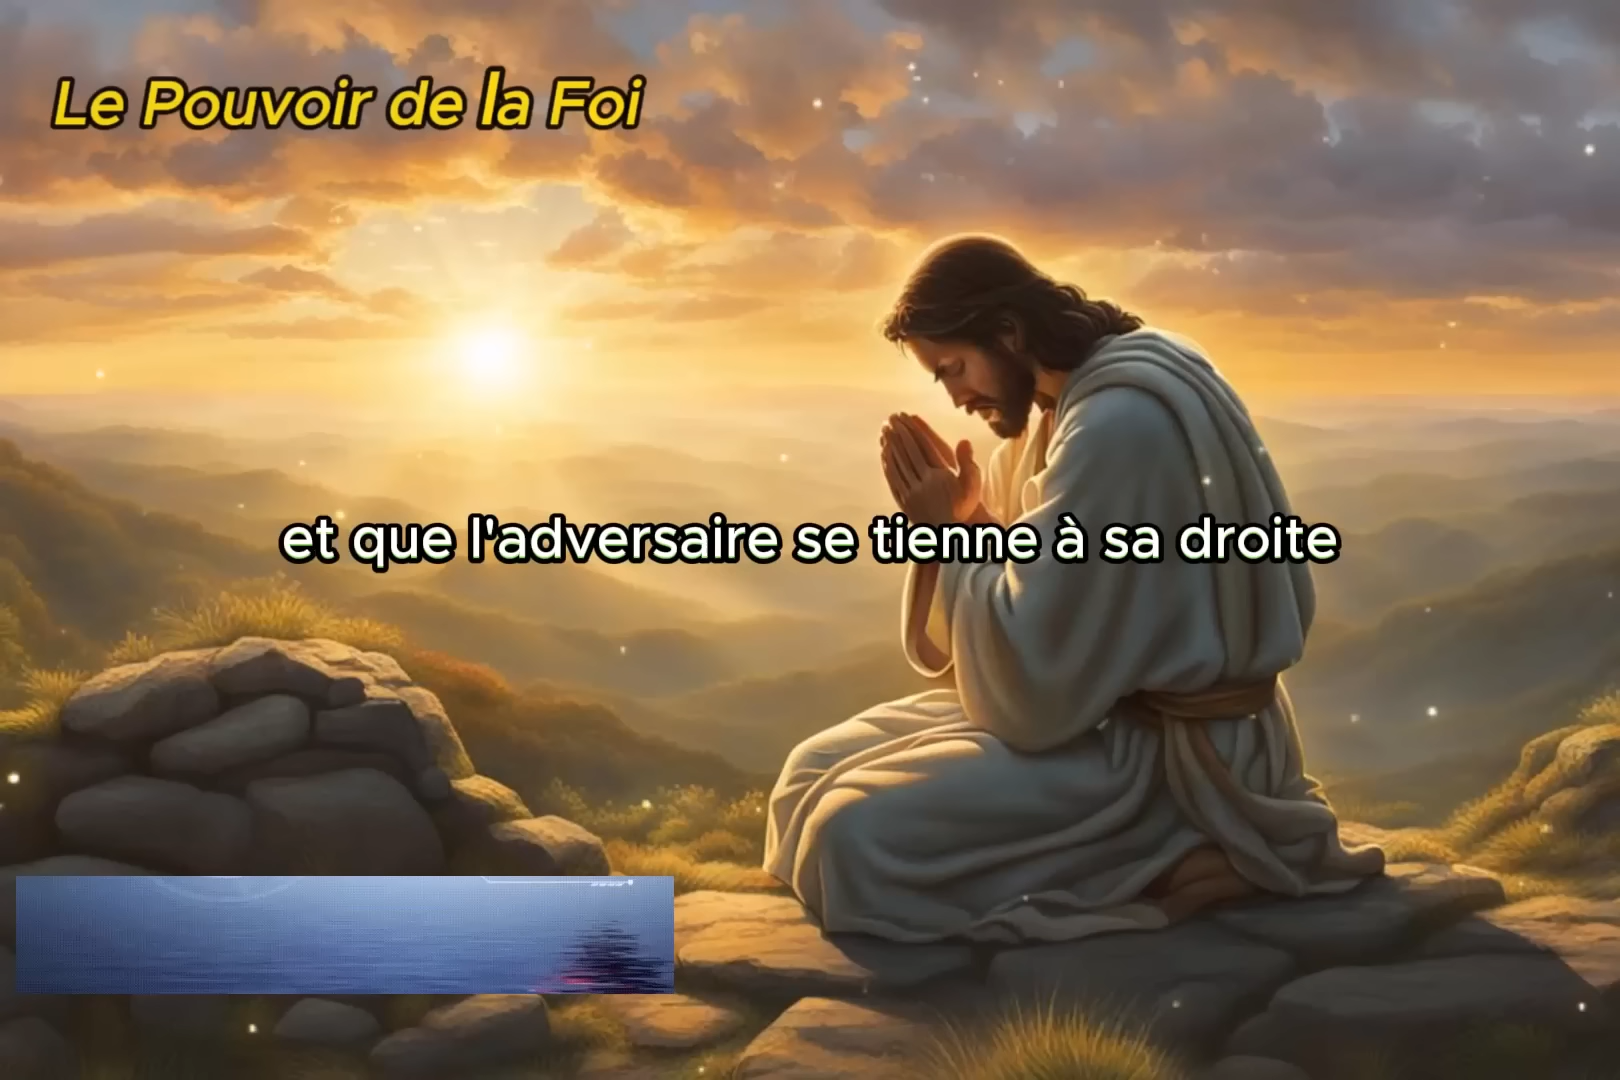 Le Pouvoir de la Foi
et que l'adversaire se tienne à sa droite